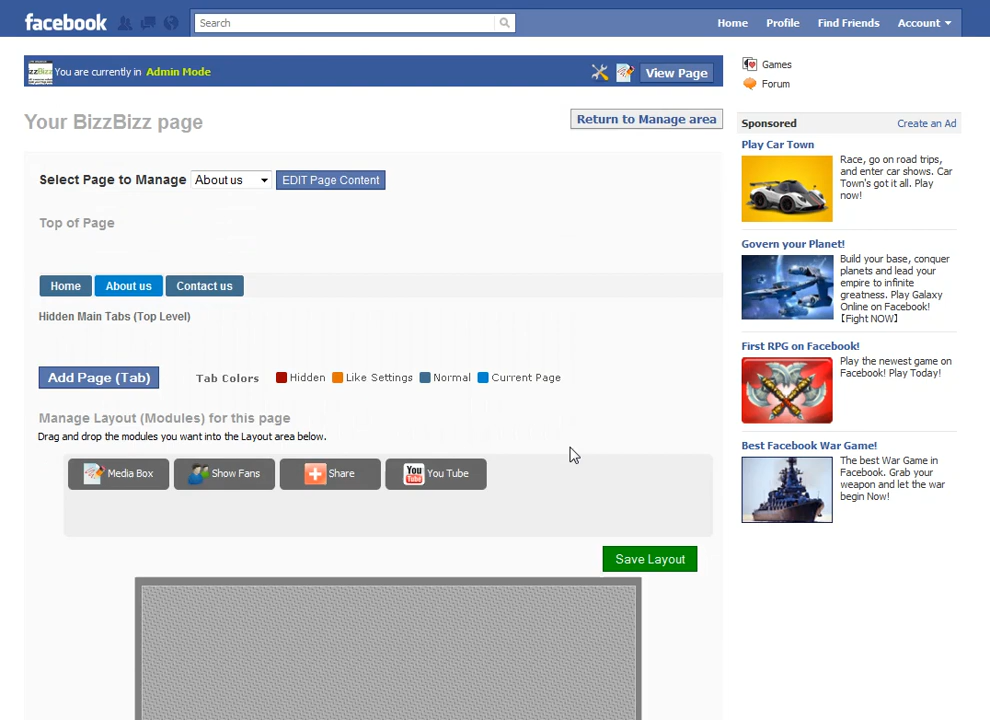 facebook
Search
Home Profile Find Friends Account
You are currently in Admin Mode
View Page
Games
Forum
Your BizzBizz page
Return to Manage area
Sponsored
Create an Ad
Play Car Town
Race, go on road trips,
and enter car shows. Car
Town's got it all. Play
now!
Select Page to Manage About us EDIT Page Content
Top of Page
Govern your Planet!
Build your base, conquer
planets and lead your
empire to infinite
greatness. Play Galaxy
Online on Facebook!
【Fight NOW】
Home About us Contact us
Hidden Main Tabs (Top Level)
First RPG on Facebook!
Play the newest game on
Facebook! Play Today!
Add Page (Tab)
Tab Colors Hidden Like Settings Normal Current Page
Manage Layout (Modules) for this page
Drag and drop the modules you want into the Layout area below.
Best Facebook War Game!
The best War Game in
Facebook. Grab your
weapon and let the war
begin Now!
Media Box Show Fans Share You Tube
Save Layout